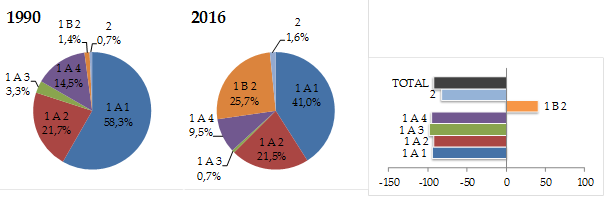 1990
2016
1 B 2
1,4%
2
0,7%
1 A 4
14,5%
1 A 3
3,3%
1 A 2
21,7%
1 A 1
58,3%
2
1,6%
1 B 2
25,7%
1 A 1
41,0%
1 A 4
9,5%
1 A 3
0,7%
1 A 2
21,5%
TOTAL
2
1 B 2
1 A 4
1 A 3
1 A 2
1 A 1
-150 -100 -50 0 50 100